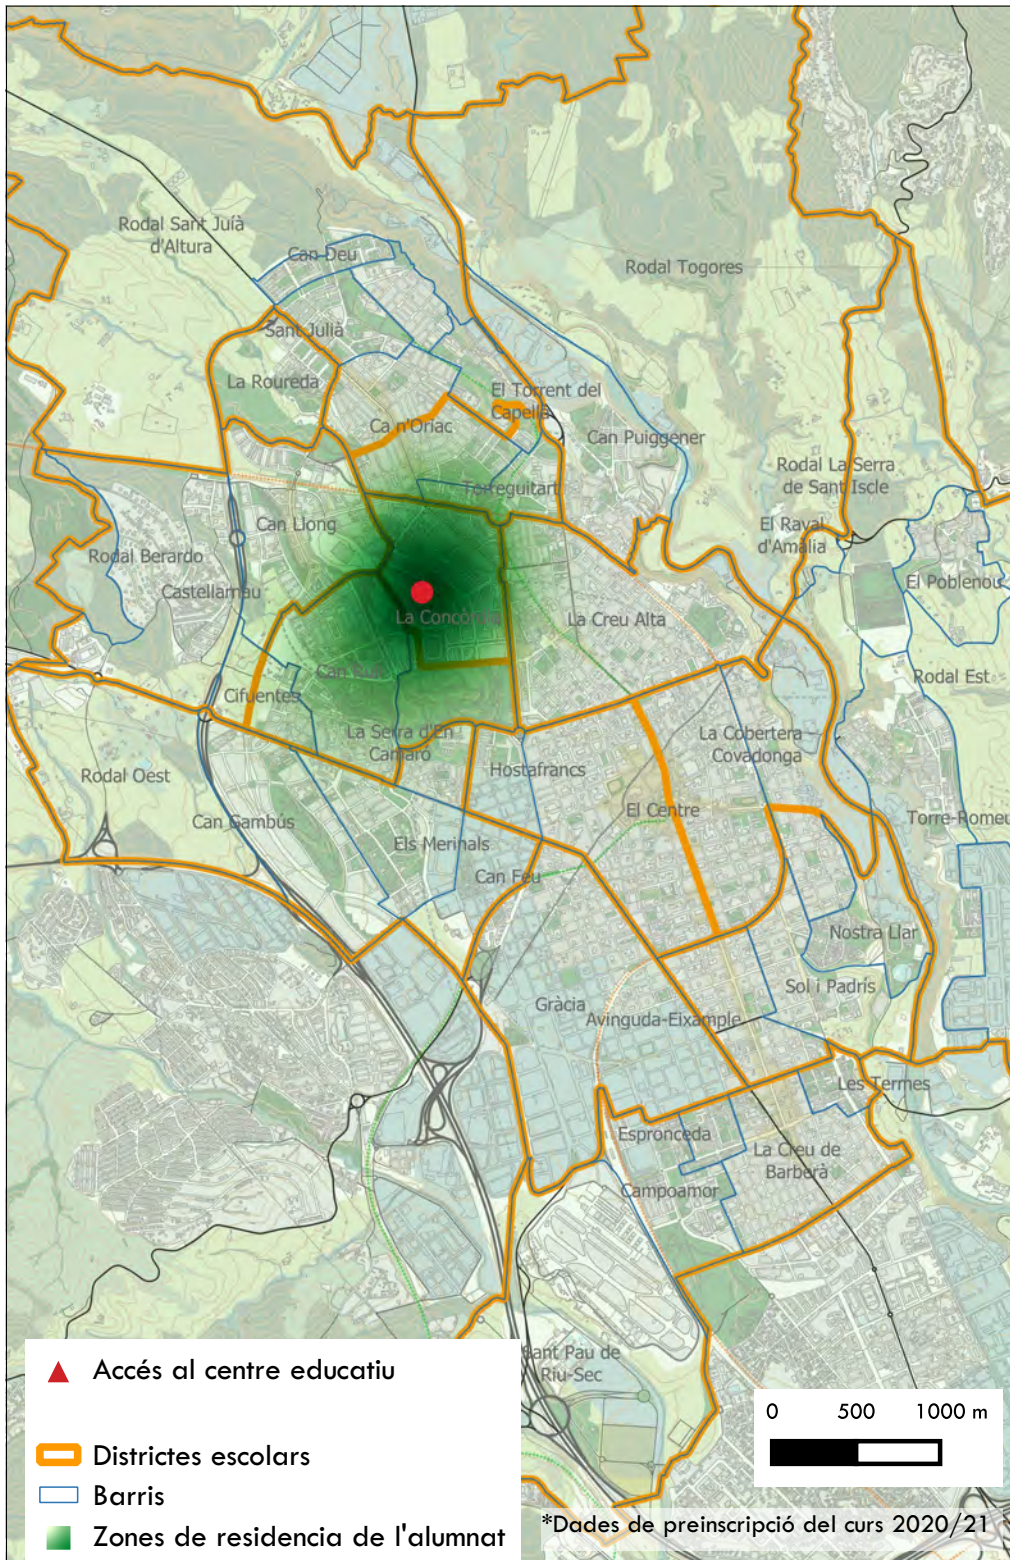 Rodal Sant Juíà
d'Altura
Can Deu
Rodal Togores
Sant Julià
La Roureda
El Torrent del
Capellà
Ca n'Oriac
Can Puiggener
Rodal La Serra
de Sant Iscle
Torreguitart
Can Llong
El Raval
d'Amàlia
Rodal Berardo
El Poblenou
Castellarnau
La Concòrdia
La Creu Alta
Rodal Est
Cifuentes
La Serra d'En
Camaró
La Cobertera
Covadonga
Rodal Oest
Hostafrancs
El Centre
Can Gambús
Torre-Romeu
Els Merinals
Can Feu
Nostra Llar
Sol i Padrís
Gràcia
Avinguda-Eixample
Les Termes
Espronceda
La Creu de
Barberà
Campoamor
Sant Pau de
Riu-Sec
Accés al centre educatiu
Districtes escolars
Barris
Zones de residencia de l'alumnat
0 500 1000 m
*Dades de preinscripció del curs 2020/21